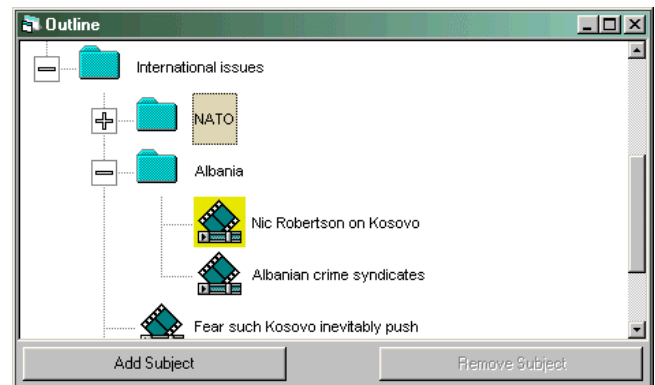 Outline
International issues
NATO
Albania
Nic Robertson on Kosovo
Albanian crime syndicates
Fear such Kosovo inevitably push
Add Subject
Remove Subject